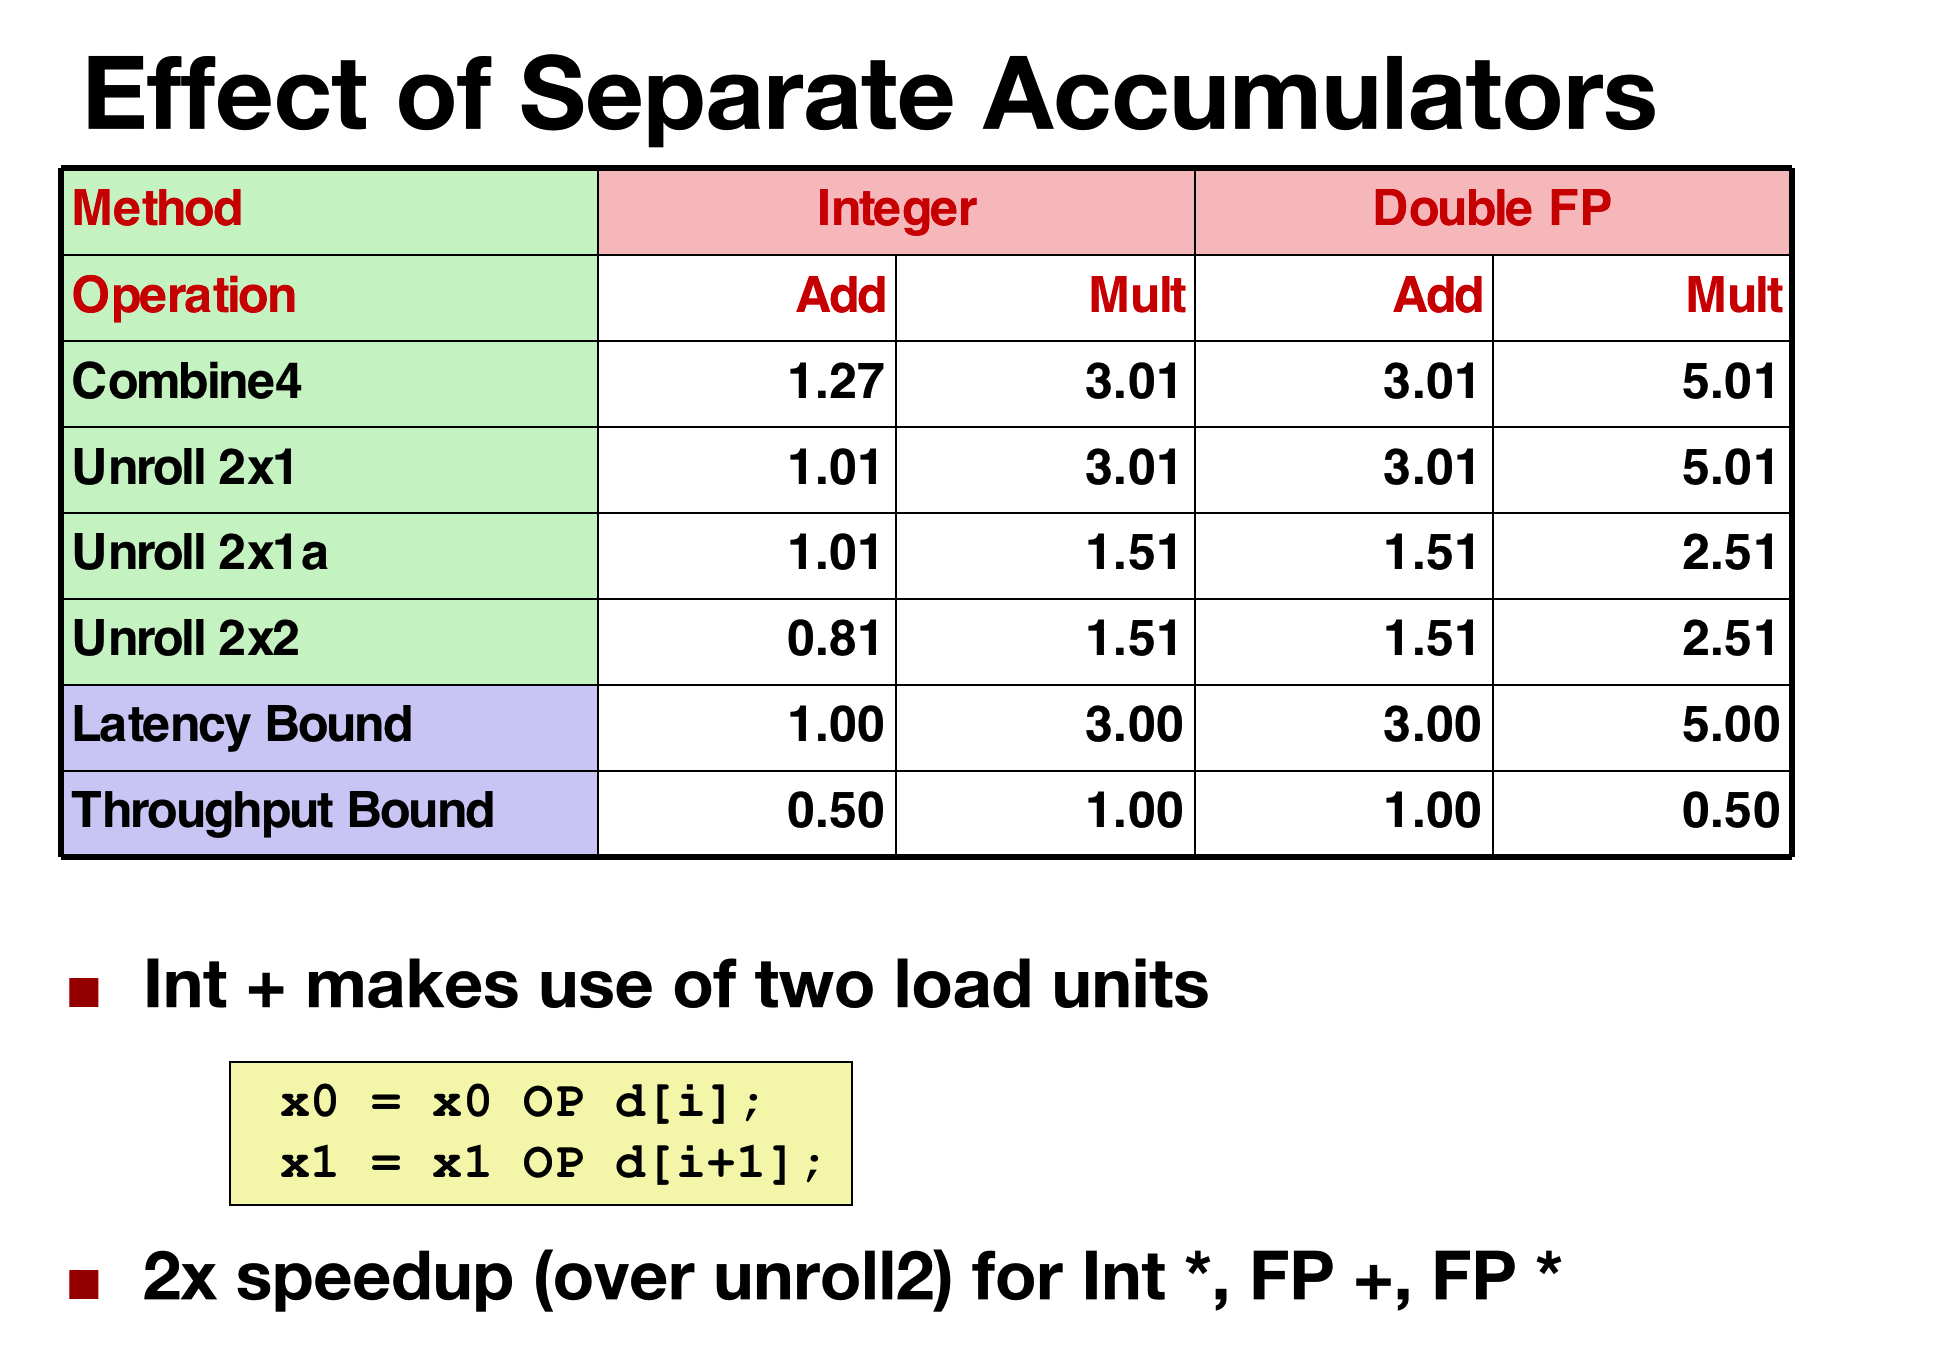 Effect of Separate Accumulators
Method Integer Double FP
Operation Add Mult Add Mult
Combine4 1.27 3.01 3.01 5.01
Unroll 2x1 1.01 3.01 3.01 5.01
Unroll 2x1a 1.01 1.51 1.51 2.51
Unroll 2x2 0.81 1.51 1.51 2.51
Latency Bound 1.00 3.00 3.00 5.00
Throughput Bound 0.50 1.00 1.00 0.50
Int + makes use of two load units
x0 = x0 OP d[i];
x1 = x1 OP d[i+1];
2x speedup (over unroll2) for Int *, FP +, FP *